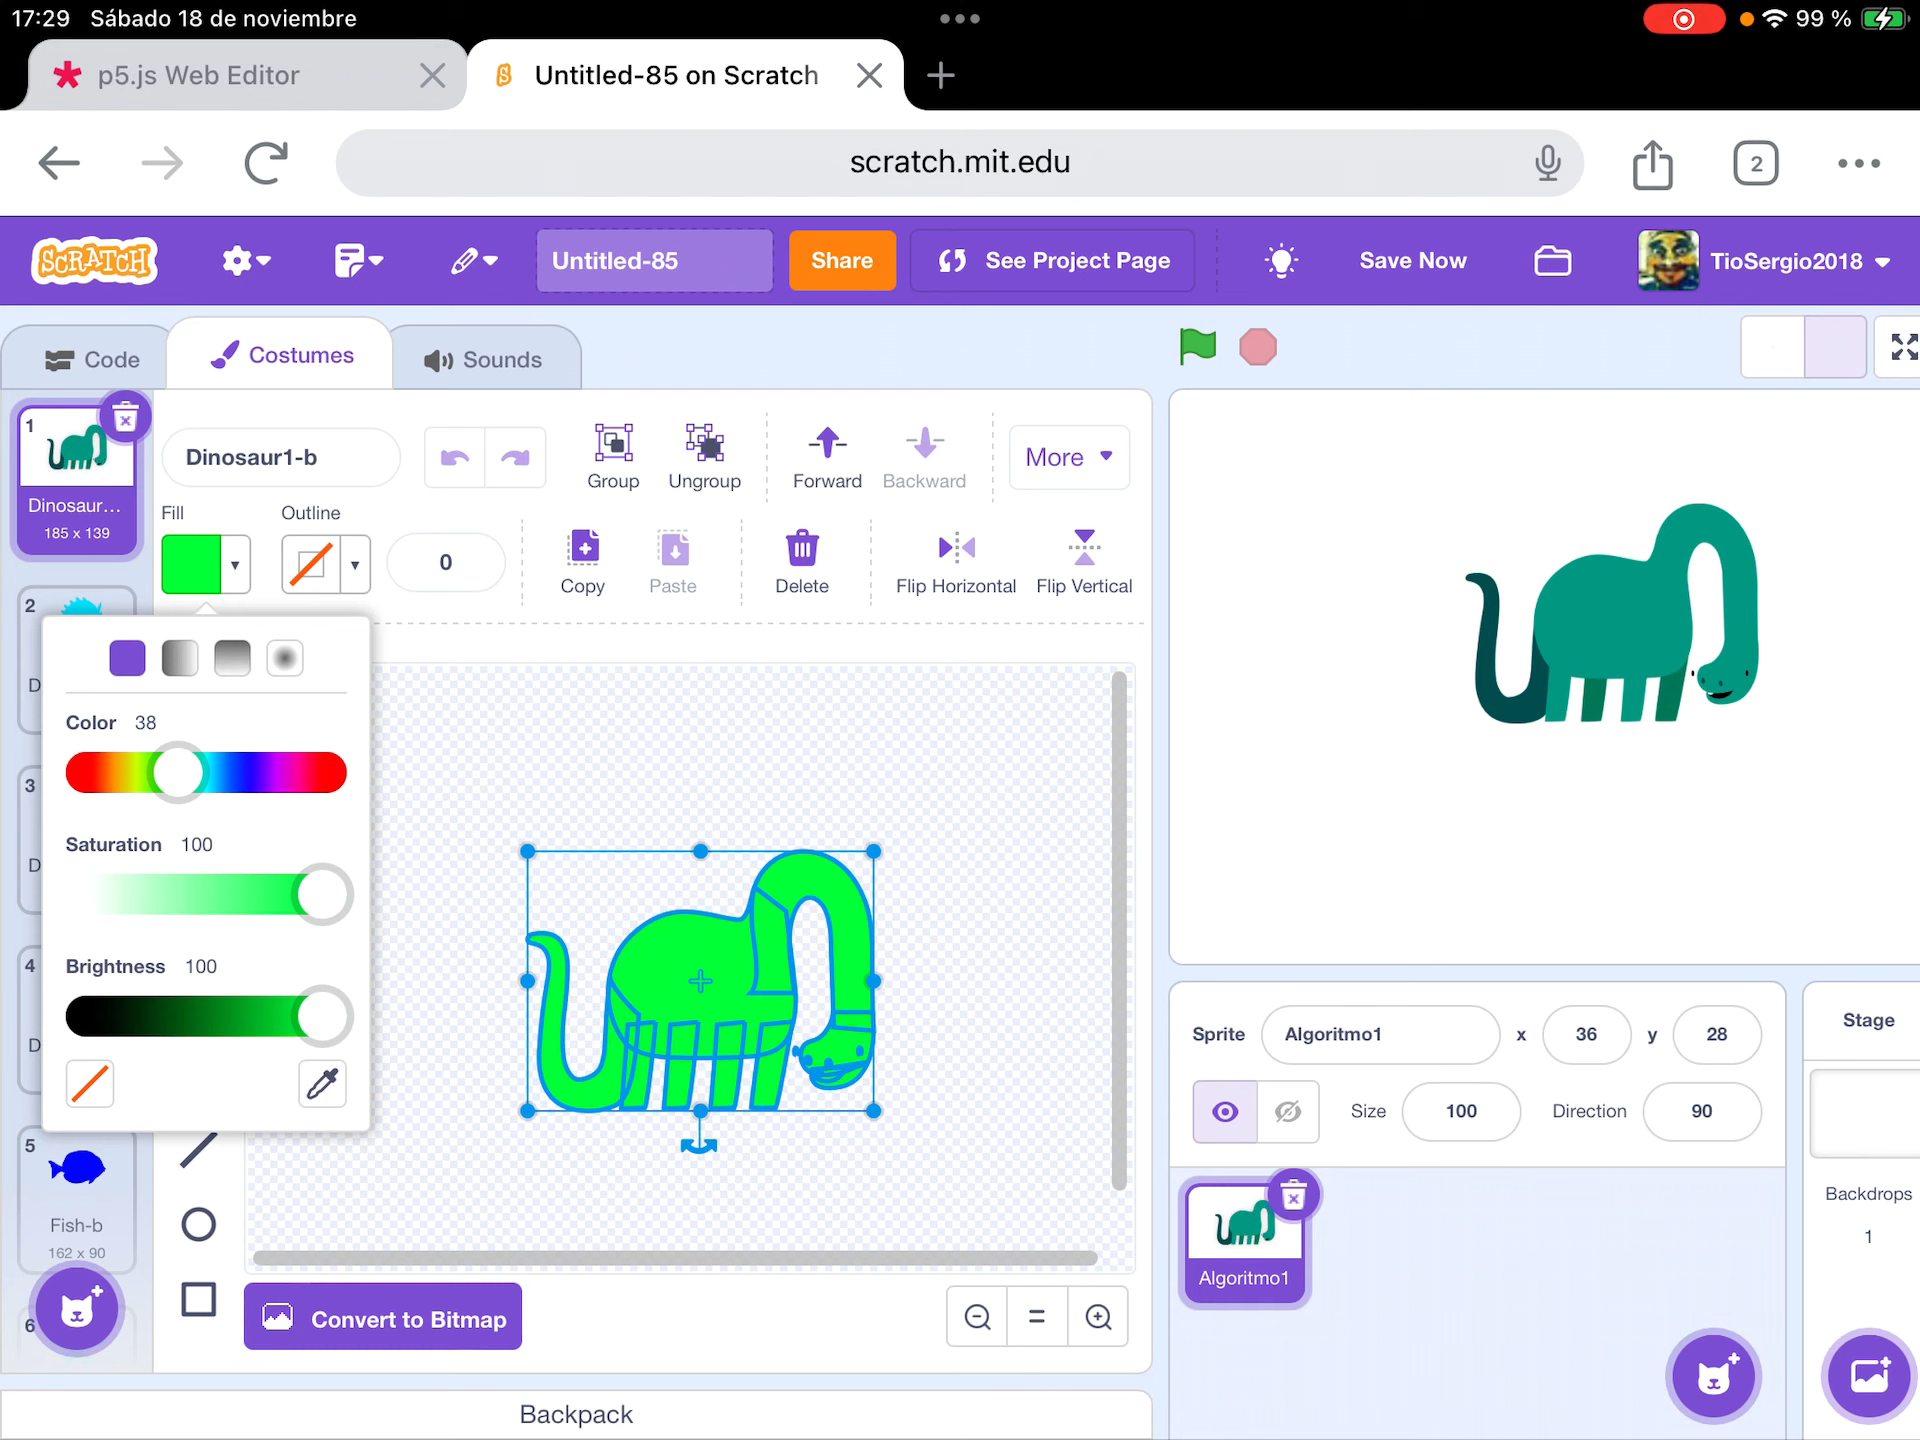 17:29 Sábado 18 de noviembre
99 %
p5.js Web Editor
Untitled-85 on Scratch
scratch.mit.edu
2
SCRATCH
Untitled-85
Share
See Project Page
Save Now
TioSergio2018
Code
Costumes
Sounds
1
Dinosaur...
185 x 139
Dinosaur1-b
Group
Ungroup
Forward
Backward
More
Fill
Outline
0
Copy
Paste
Delete
Flip Horizontal
Flip Vertical
2
D
3
D
4
D
Color 38
Saturation 100
Brightness 100
5
Fish-b
162 x 90
6
Convert to Bitmap
Backpack
Sprite
Algoritmo1
x
36
y
28
Size
100
Direction
90
Algoritmo1
Stage
Backdrops
1